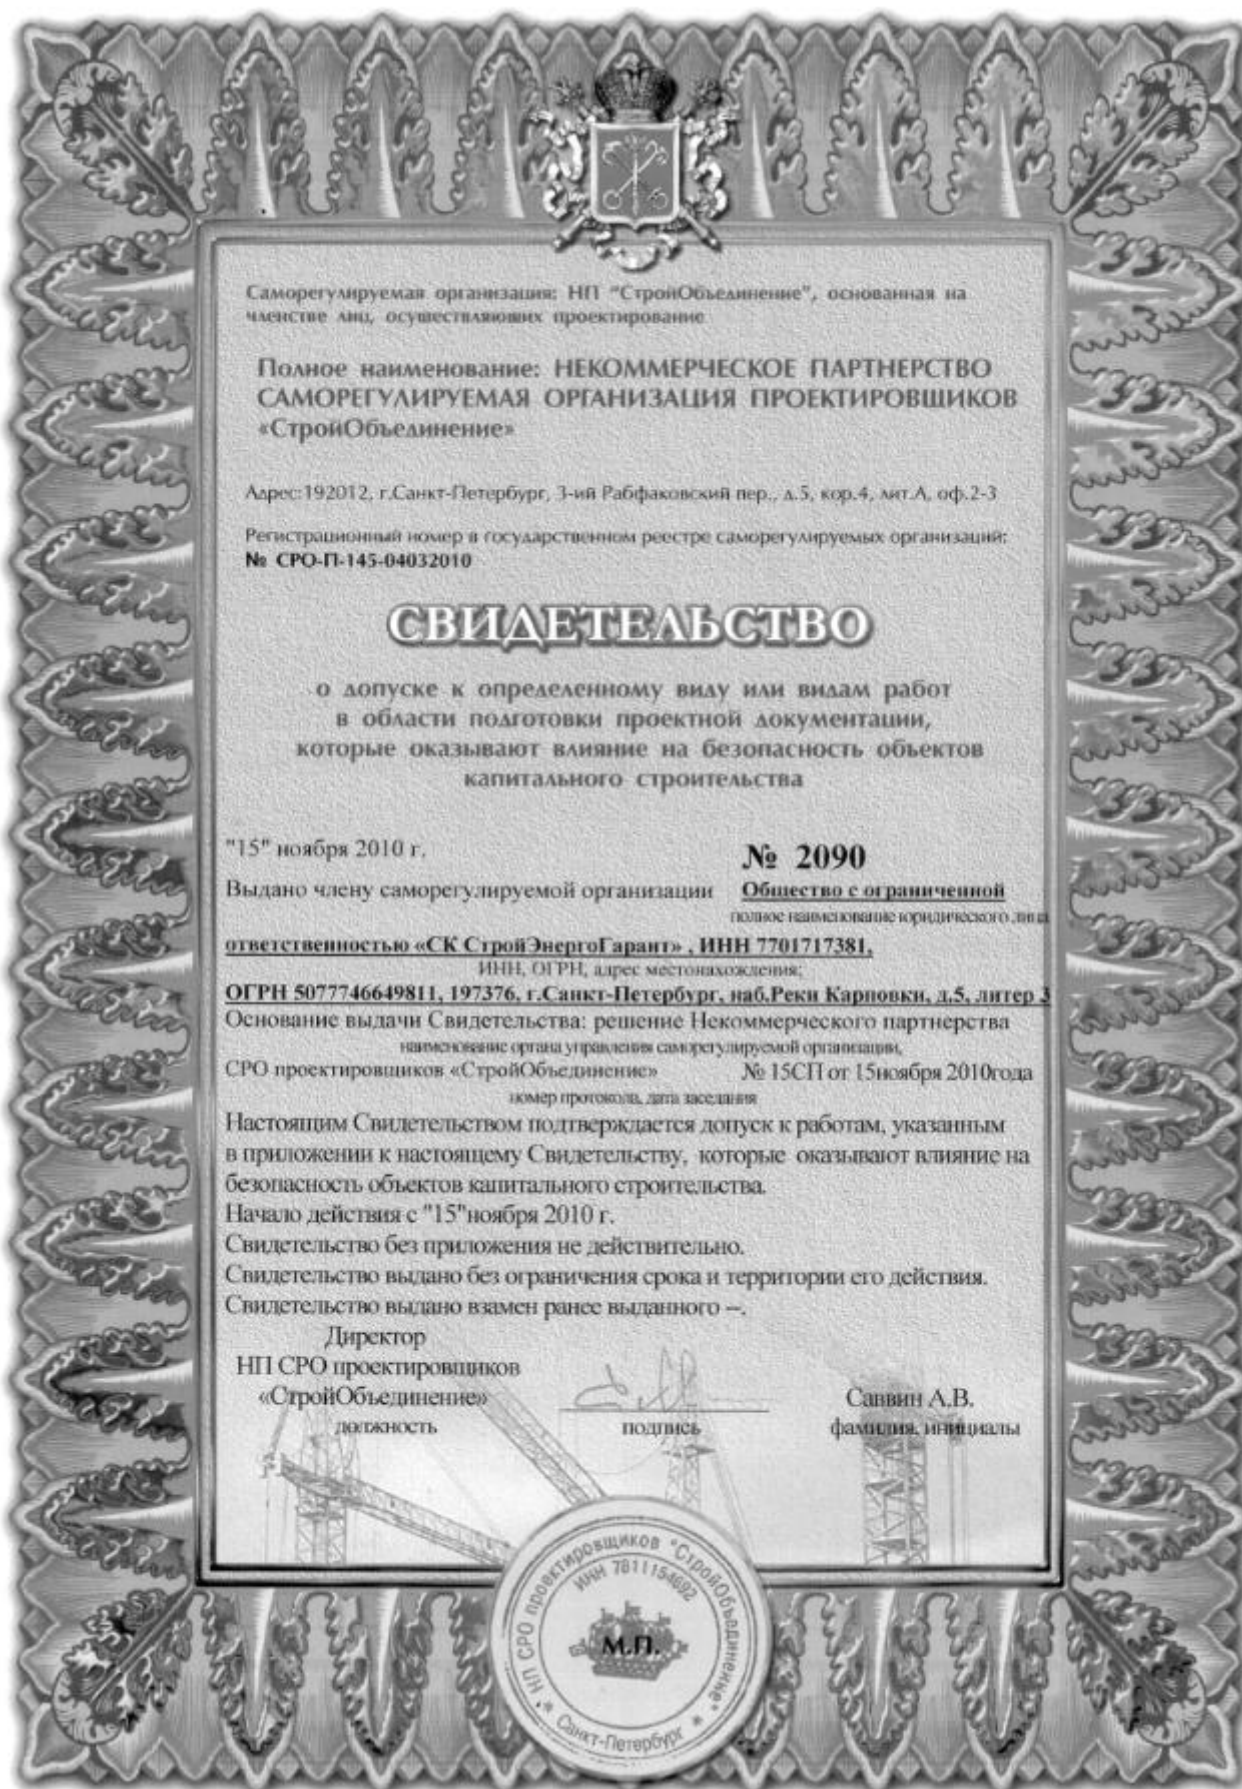 Саморегулируемая организация: НП "СтройОбъединение", основанная на
членстве лиц, осуществляющих проектирование
Полное наименование: НЕКОММЕРЧЕСКОЕ ПАРТНЕРСТВО
САМОРЕГУЛИРУЕМАЯ ОРГАНИЗАЦИЯ ПРОЕКТИРОВЩИКОВ
«СтройОбъединение»
Адрес:192012, г.Санкт-Петербург, 3-ий Рабфаковский пер., д.5, кор.4, лит.А, оф.2-3
Регистрационный номер в государственном реестре саморегулируемых организаций:
№ СРО-П-145-04032010
СВИДЕТЕЛЬСТВО
о допуске к определенному виду или видам работ
в области подготовки проектной документации,
которые оказывают влияние на безопасность объектов
капитального строительства
"15" ноября 2010 г.
№ 2090
Выдано члену саморегулируемой организации Общество с ограниченной
полное наименование юридического лица
ответственностью «СК СтройЭнергоГарант» , ИНН 7701717381,
ИНН, ОГРН, адрес местонахождения;
ОГРН 5077746649811, 197376, г.Санкт-Петербург, наб.Реки Карповки, д.5, литер З
Основание выдачи Свидетельства: решение Некоммерческого партнерства
наименование органа управления саморегулируемой организации,
СРО проектировщиков «СтройОбъединение» № 15СП от 15ноября 2010года
номер протокола, дата заседания
Настоящим Свидетельством подтверждается допуск к работам, указанным
в приложении к настоящему Свидетельству, которые оказывают влияние на
безопасность объектов капитального строительства.
Начало действия с "15"ноября 2010 г.
Свидетельство без приложения не действительно.
Свидетельство выдано без ограничения срока и территории его действия.
Свидетельство выдано взамен ранее выданного –.
Директор
НП СРО проектировщиков
«СтройОбъединение»
должность
подпись
Саввин А.В.
фамилия, инициалы
НП СРО проектировщиков "СтройОбъединение"
ИНН 7811154692
М.П.
Санкт-Петербург